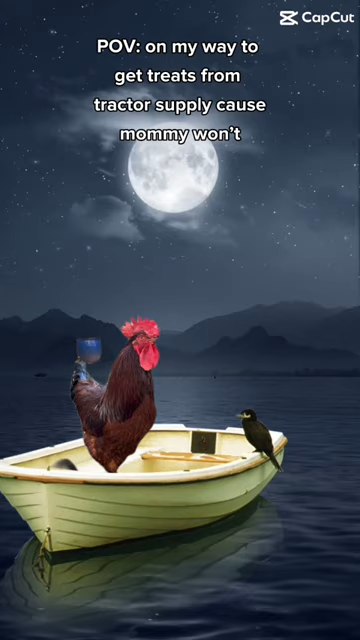 CapCut
POV: on my way to
get treats from
tractor supply cause
mommy won't